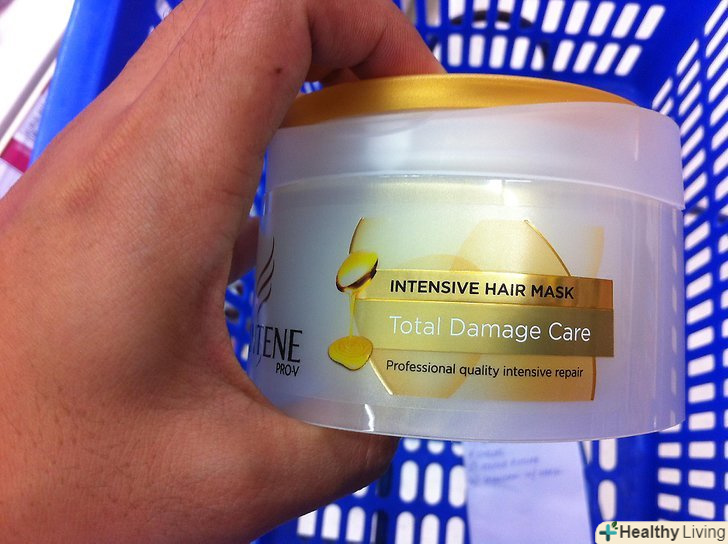 INTENSIVE HAIR MASK
Total Damage Care
Professional quality intensive repair
TENE
PRO-V
Healthy Living